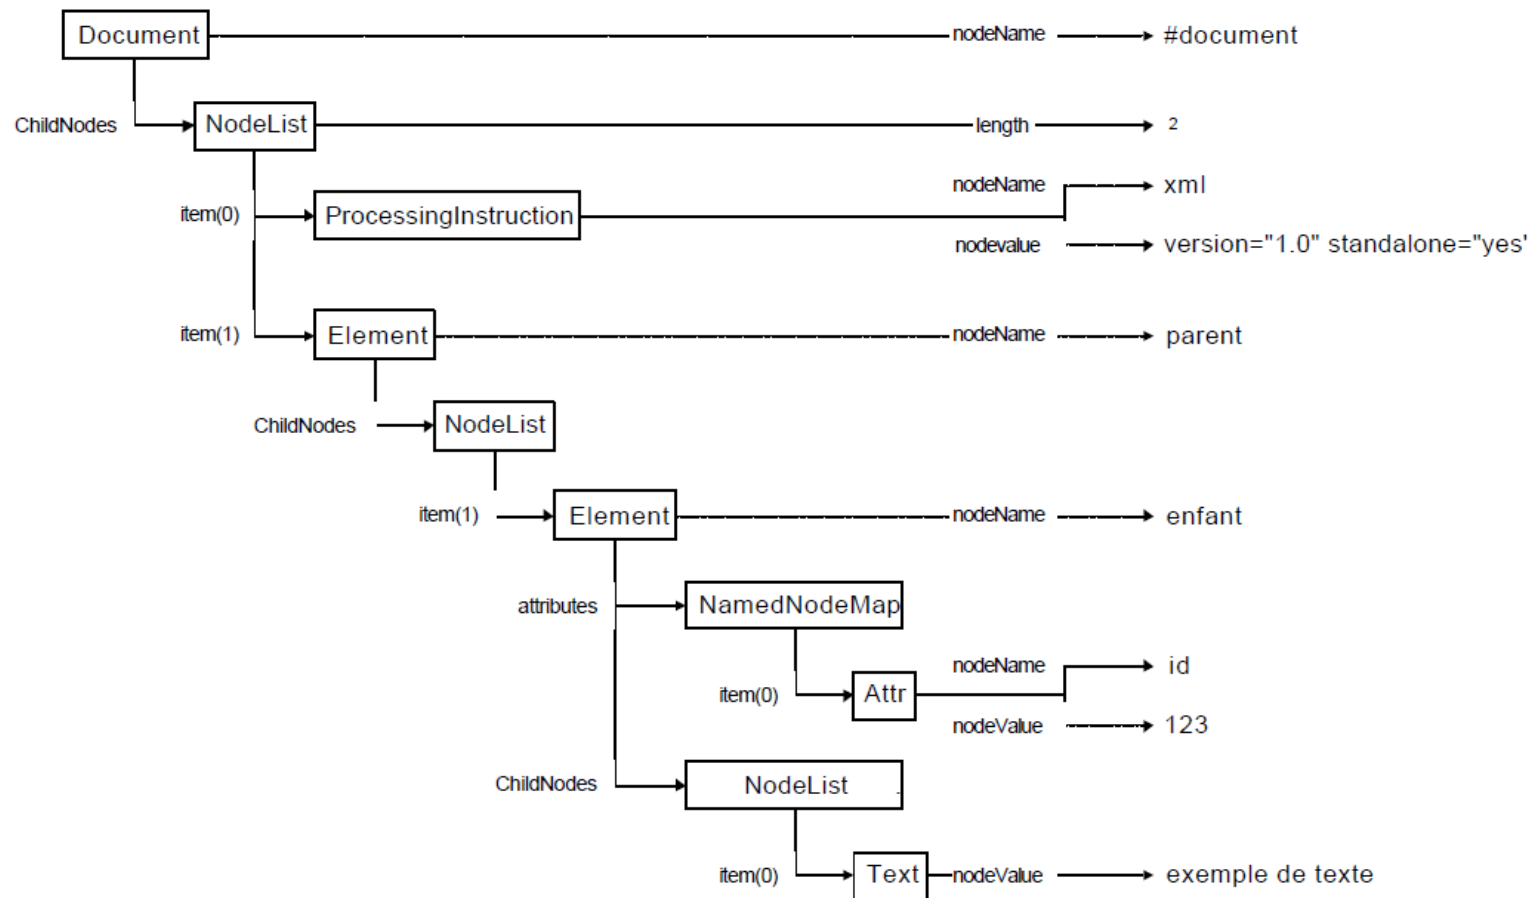 Document nodeName #document
ChildNodes NodeList length 2
nodeName xml
item(0) ProcessingInstruction
nodevalue version="1.0" standalone="yes'
item(1) Element nodeName parent
ChildNodes NodeList
item(1) Element nodeName enfant
attributes NamedNodeMap
nodeName id
item(0) Attr
nodeValue 123
ChildNodes NodeList
item(0) Text nodeValue exemple de texte